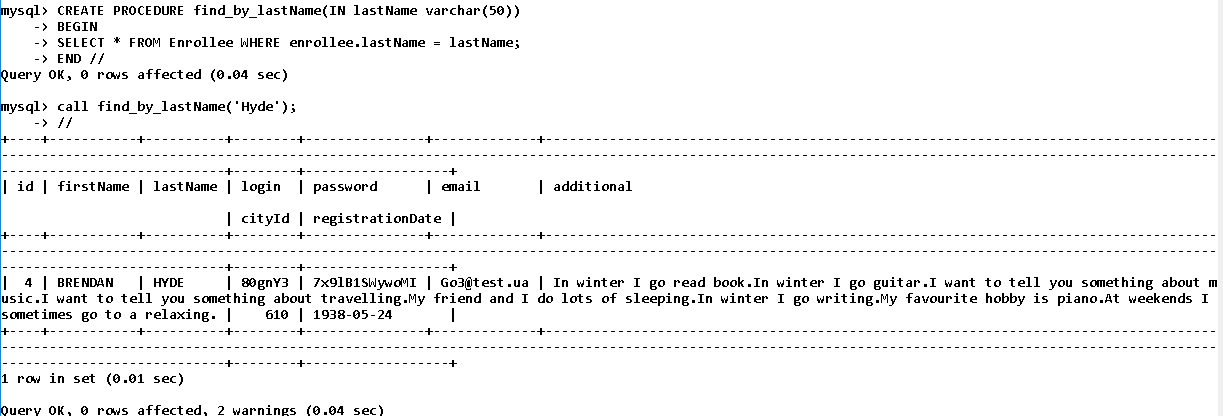 mysql> CREATE PROCEDURE find_by_lastName(IN lastName varchar(50))
    -> BEGIN
    -> SELECT * FROM Enrollee WHERE enrollee.lastName = lastName;
    -> END //
Query OK, 0 rows affected (0.04 sec)
mysql> call find_by_lastName('Hyde');
    -> //
| id | firstName | lastName | login | password | email | additional
| cityId | registrationDate |
| 4 | BRENDAN | HYDE | 80gnY3 | 7x9lB1SWywoMI | Go3@test.ua | In winter I go read book.In winter I go guitar.I want to tell you something about m
usic.I want to tell you something about travelling.My friend and I do lots of sleeping.In winter I go writing.My favourite hobby is piano.At weekends I
sometimes go to a relaxing. | 610 | 1938-05-24 |
1 row in set (0.01 sec)
Query OK, 0 rows affected, 2 warnings (0.04 sec)